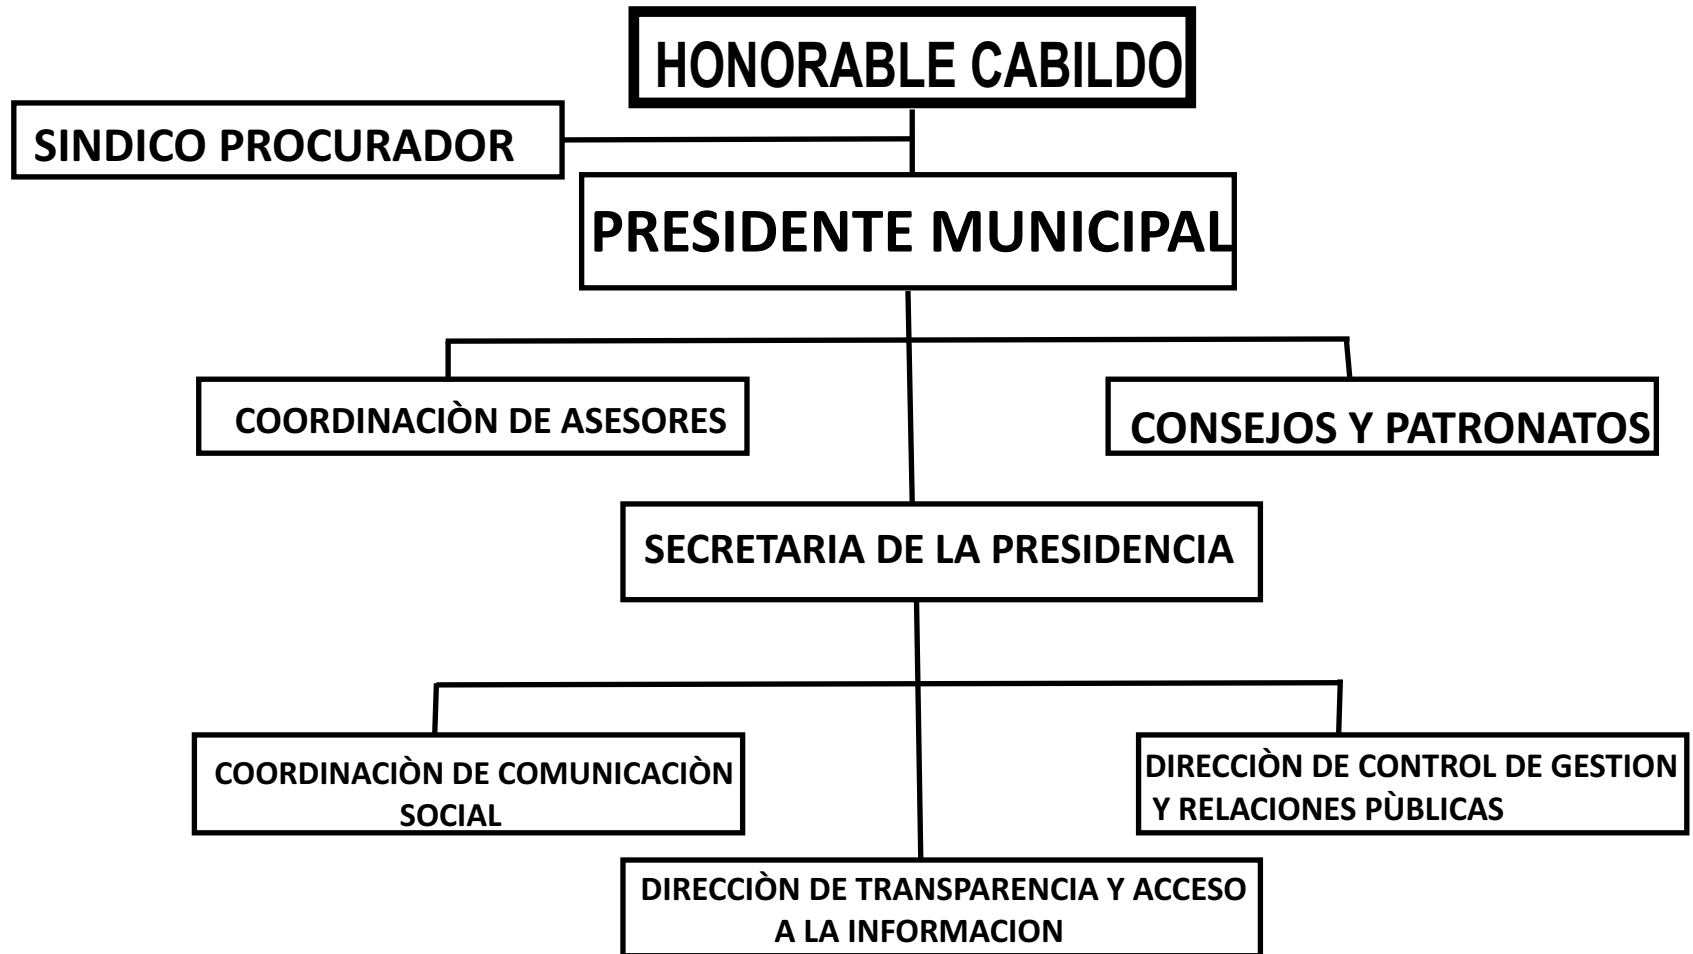 HONORABLE CABILDO
SINDICO PROCURADOR
PRESIDENTE MUNICIPAL
COORDINACIÒN DE ASESORES
CONSEJOS Y PATRONATOS
SECRETARIA DE LA PRESIDENCIA
COORDINACIÒN DE COMUNICACIÒN
SOCIAL
DIRECCIÒN DE CONTROL DE GESTION
Y RELACIONES PÙBLICAS
DIRECCIÒN DE TRANSPARENCIA Y ACCESO
A LA INFORMACION